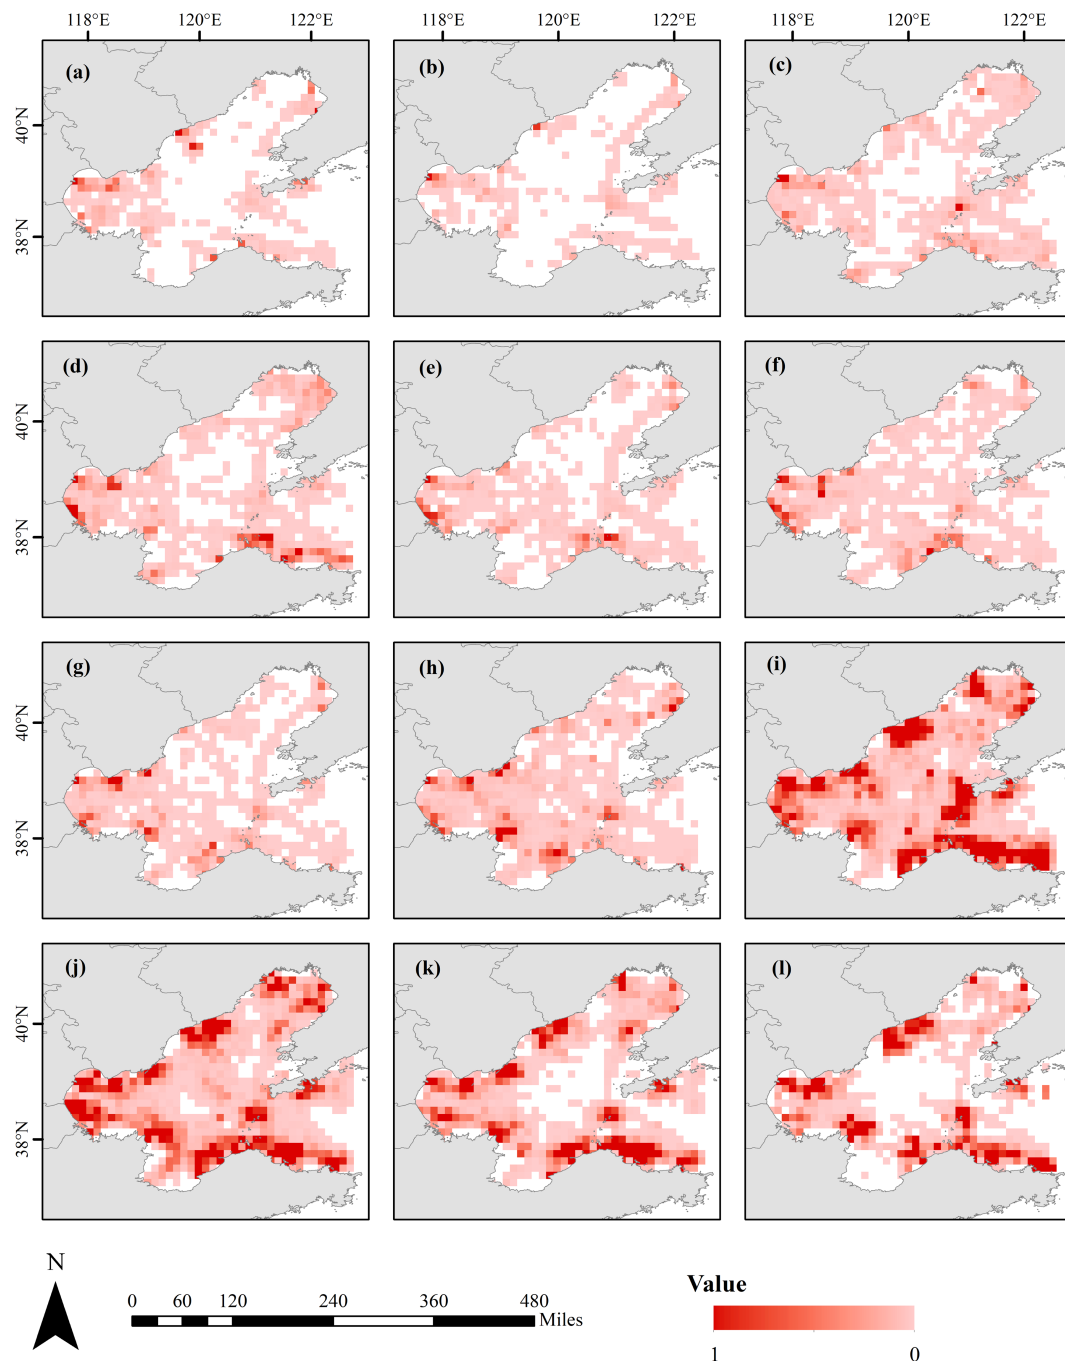 118°E 120°E 122°E 118°E 120°E 122°E 118°E 120°E 122°E
(a) (b) (c)
40°N
38°N
(d) (e) (f)
40°N
38°N
(g) (h) (i)
40°N
38°N
(j) (k) (l)
40°N
38°N
N
Value
0 60 120 240 360 480
Miles
1 0